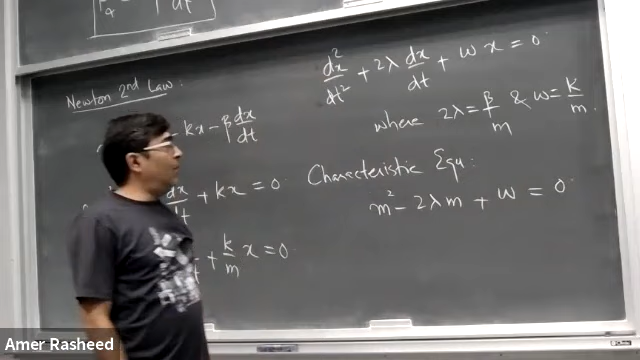 dt
Newton 2nd Law :
kx - β dx/dt
dx/t + kx = 0
+ k/m x = 0
d²x/dt² + 2λ dx/dt + w x = 0
where 2λ = β/m & w = k/m .
Characteristic Equ :
m² - 2λm + w = 0
Amer Rasheed